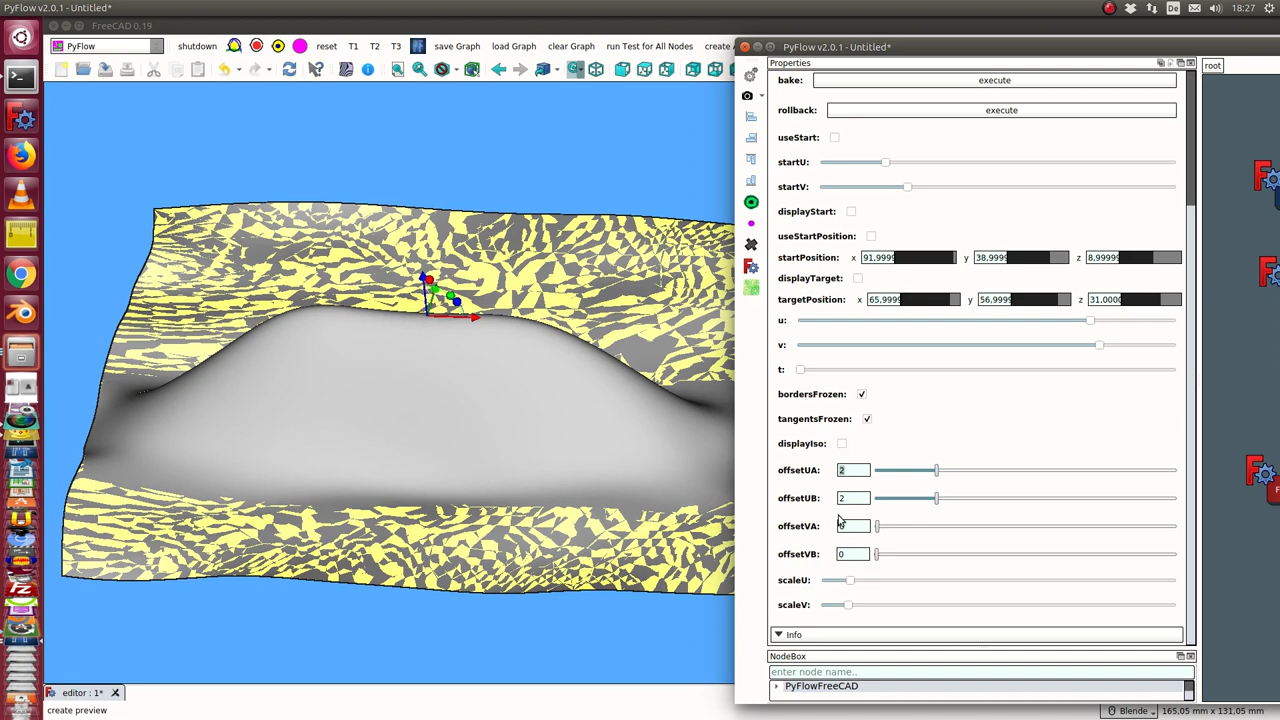 PyFlow v2.0.1 - Untitled*
De
18:27
FreeCAD 0.19
PyFlow
shutdown
reset
T1
T2
T3
save Graph
load Graph
clear Graph
run Test for All Nodes
PyFlow v2.0.1 - Untitled*
Properties
root
bake:
execute
rollback:
execute
useStart:
startU:
startV:
displayStart:
useStartPosition:
startPosition: x 91,9999 y 38,9999 z 8,99999
displayTarget:
targetPosition: x 65,9999 y 56,9999 z 31,0000
u:
v:
t:
bordersFrozen:
tangentsFrozen:
displayIso:
offsetUA: 2
offsetUB: 2
offsetVA:
offsetVB: 0
scaleU:
scaleV:
Info
NodeBox
enter node name..
PyFlowFreeCAD
editor : 1*
create preview
Blende
165,05 mm x 131,05 mm